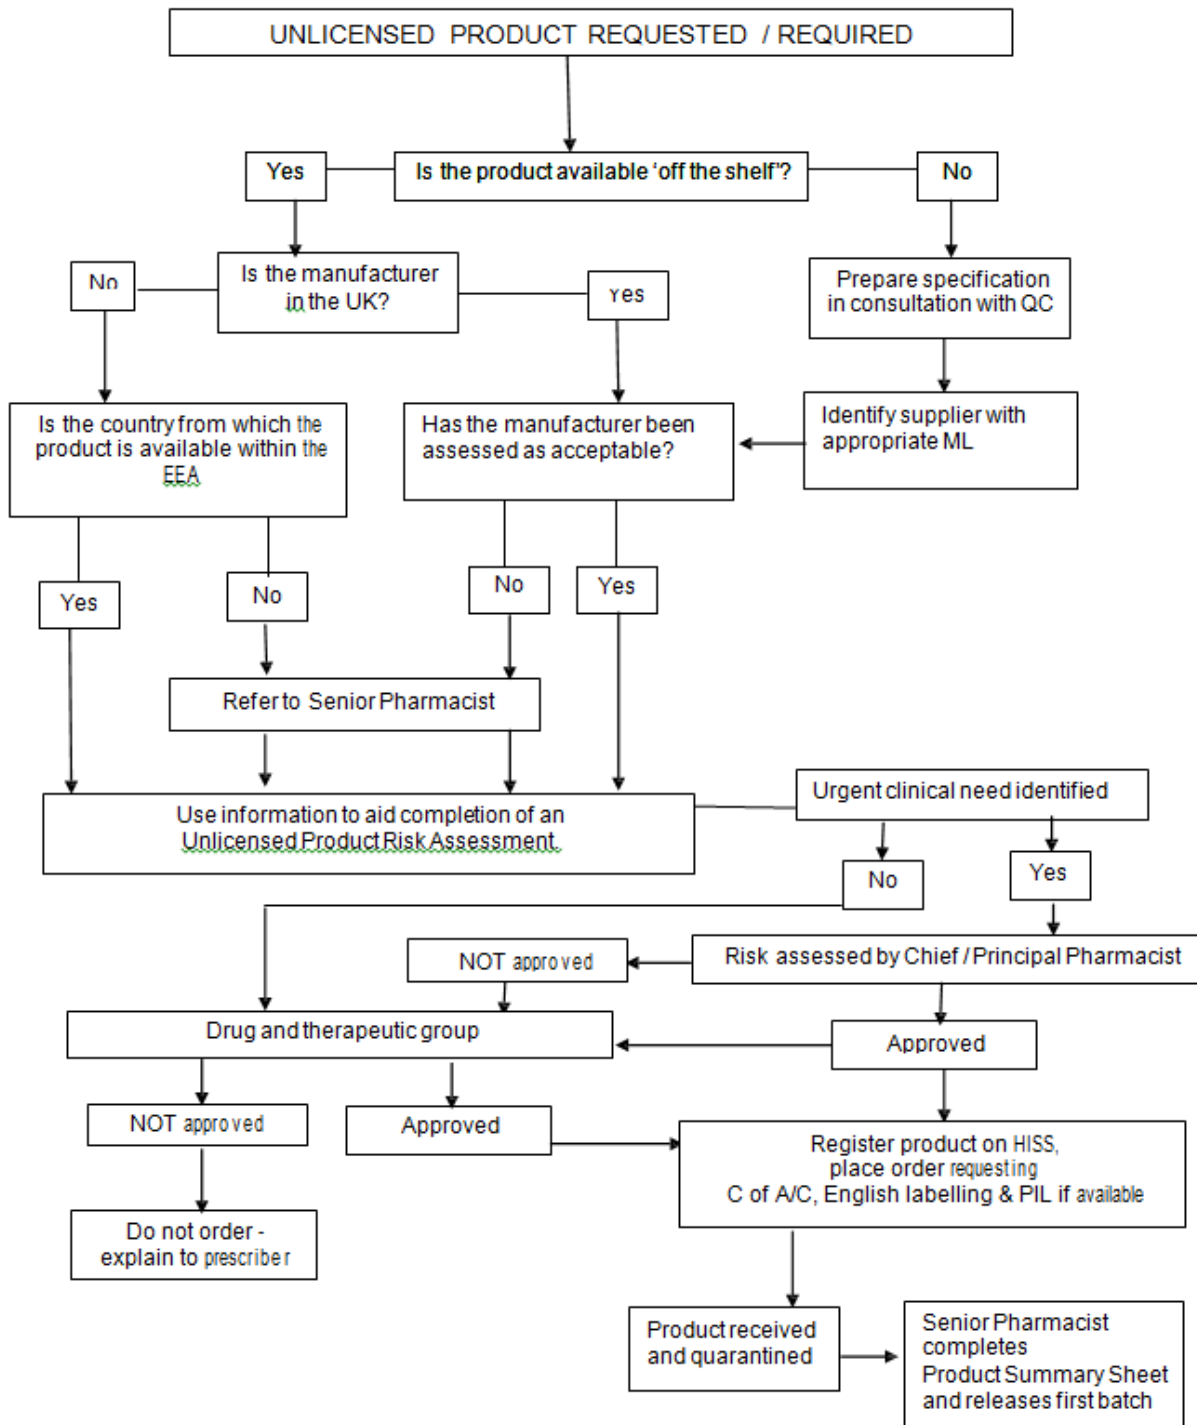 UNLICENSED PRODUCT REQUESTED / REQUIRED
Yes
Is the product available ‘off the shelf’?
No
No
Is the manufacturer
in the UK?
Yes
Prepare specification
in consultation with QC
Is the country from which the
product is available within the
EEA
Has the manufacturer been
assessed as acceptable?
Identify supplier with
appropriate ML
Yes
No
No
Yes
Refer to Senior Pharmacist
Use information to aid completion of an
Unlicensed Product Risk Assessment.
Urgent clinical need identified
No
Yes
NOT approved
Risk assessed by Chief / Principal Pharmacist
Drug and therapeutic group
Approved
NOT approved
Approved
Register product on HISS,
place order requesting
C of A/C, English labelling & PIL if available
Do not order -
explain to prescriber
Product received
and quarantined
Senior Pharmacist
completes
Product Summary Sheet
and releases first batch